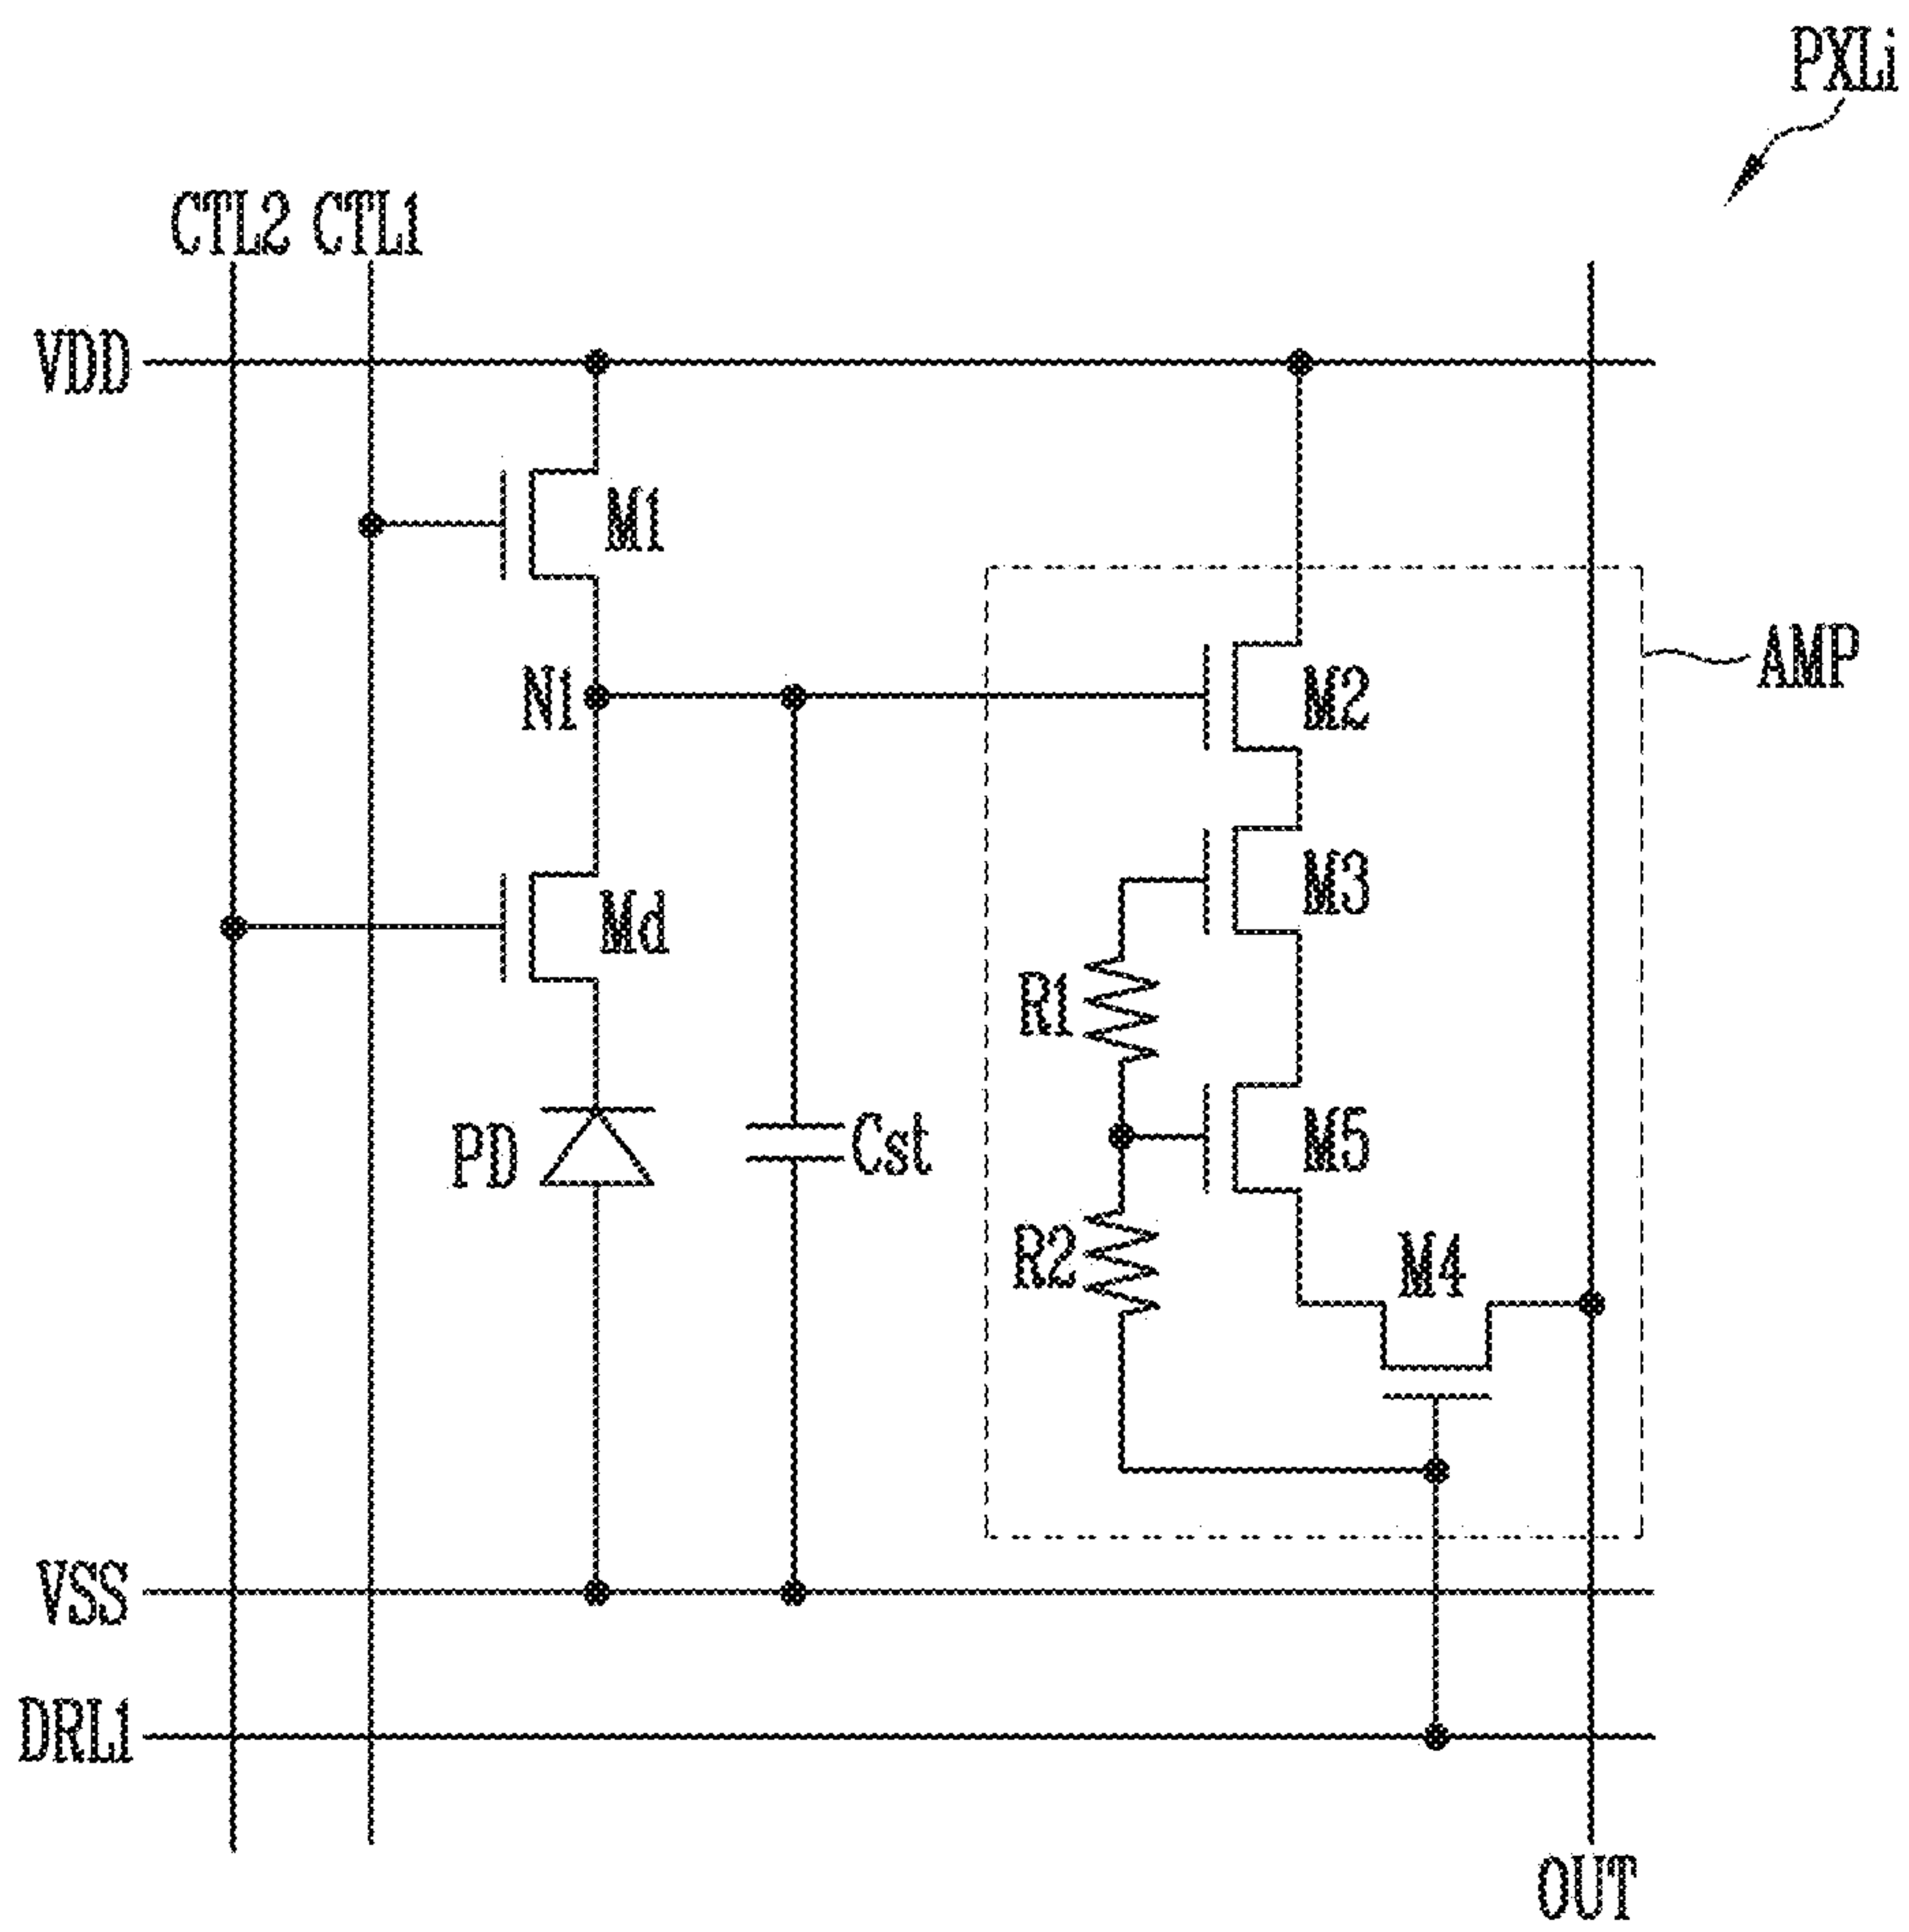 PXLi
CTL2 CTL1
VDD
M1
AMP
N1
M2
M3
Md
R1
PD
Cst
M5
R2
M4
VSS
DRL1
OUT